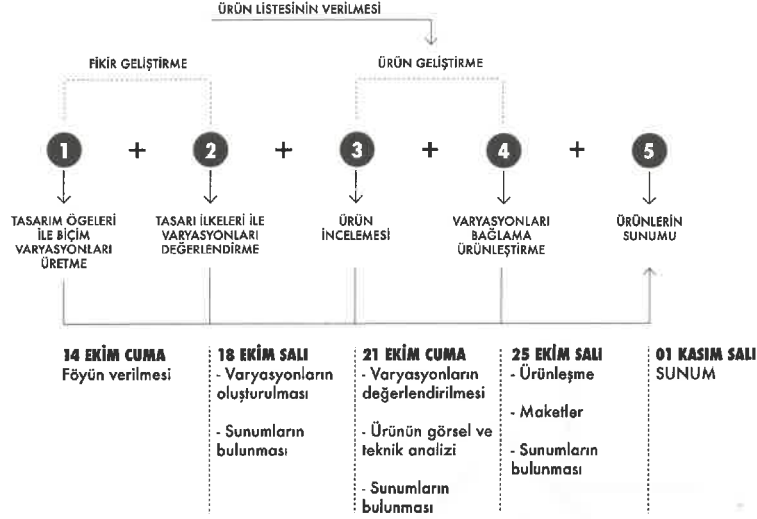 ÜRÜN LİSTESİNİN VERİLMESİ
FİKİR GELİŞTİRME
ÜRÜN GELİŞTİRME
1 + 2 + 3 + 4 + 5
TASARIM ÖGELERİ
İLE BİÇİM
VARYASYONLARI
ÜRETME
TASARI İLKELERİ İLE
VARYASYONLARI
DEĞERLENDİRME
ÜRÜN
İNCELEMESİ
VARYASYONLARI
BAĞLAMA
ÜRÜNLEŞTİRME
ÜRÜNLERİN
SUNUMU
14 EKİM CUMA
Föyün verilmesi
18 EKİM SALI
- Varyasyonların
oluşturulması
- Sunumların
bulunması
21 EKİM CUMA
- Varyasyonların
değerlendirilmesi
- Ürünün görsel ve
teknik analizi
- Sunumların
bulunması
25 EKİM SALI
- Ürünleşme
- Maketler
- Sunumların
bulunması
01 KASIM SALI
SUNUM